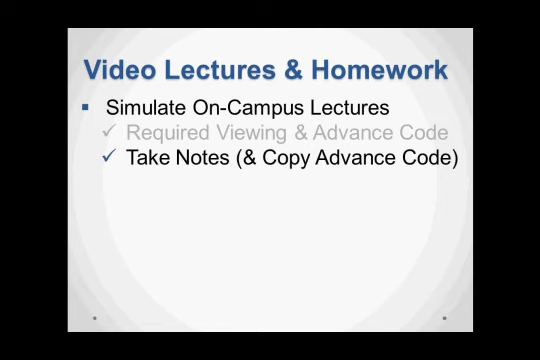 Video Lectures & Homework
▪ Simulate On-Campus Lectures
✓ Required Viewing & Advance Code
✓ Take Notes (& Copy Advance Code)